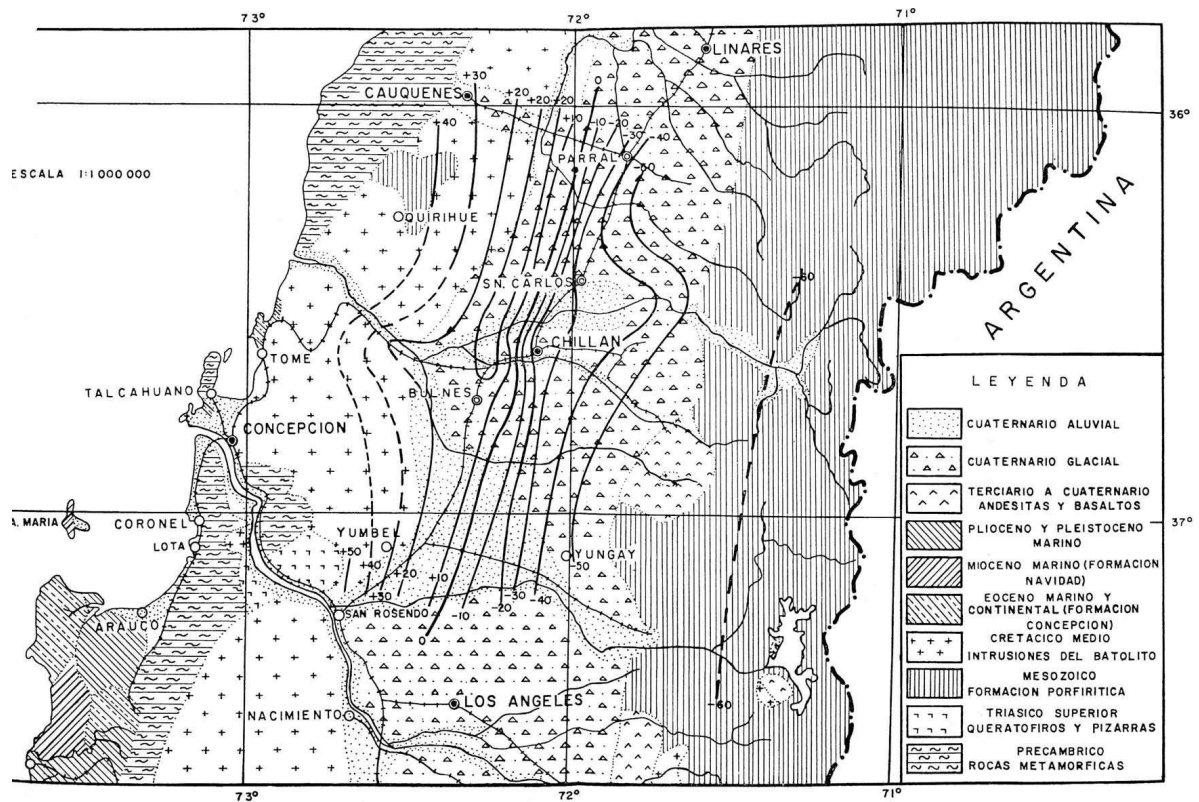 73°
72°
71°
LINARES
+30
CAUQUENES
+20
+20
+20
0
36°
+40
+10
-10
-20
-30
-40
PARRAL
-50
ESCALA 1:1 000 000
QUIRIHUE
ARGENTINA
SN. CARLOS
-60
CHILLAN
TOME
TALCAHUANO
BULNES
CONCEPCION
A. MARIA
CORONEL
37°
LOTA
YUMBEL
YUNGAY
+50
-50
+40
+30
+20
+10
-10
-20
-30
-40
SAN ROSENDO
ARAUCO
0
LOS ANGELES
NACIMIENTO
-60
73°
72°
71°
LEYENDA
CUATERNARIO ALUVIAL
CUATERNARIO GLACIAL
TERCIARIO A CUATERNARIO
ANDESITAS Y BASALTOS
PLIOCENO Y PLEISTOCENO
MARINO
MIOCENO MARINO (FORMACION
NAVIDAD)
EOCENO MARINO Y
CONTINENTAL (FORMACION
CONCEPCION)
CRETACICO MEDIO
INTRUSIONES DEL BATOLITO
MESOZOICO
FORMACION PORFIRITICA
TRIASICO SUPERIOR
QUERATOFIROS Y PIZARRAS
PRECAMBRICO
ROCAS METAMORFICAS